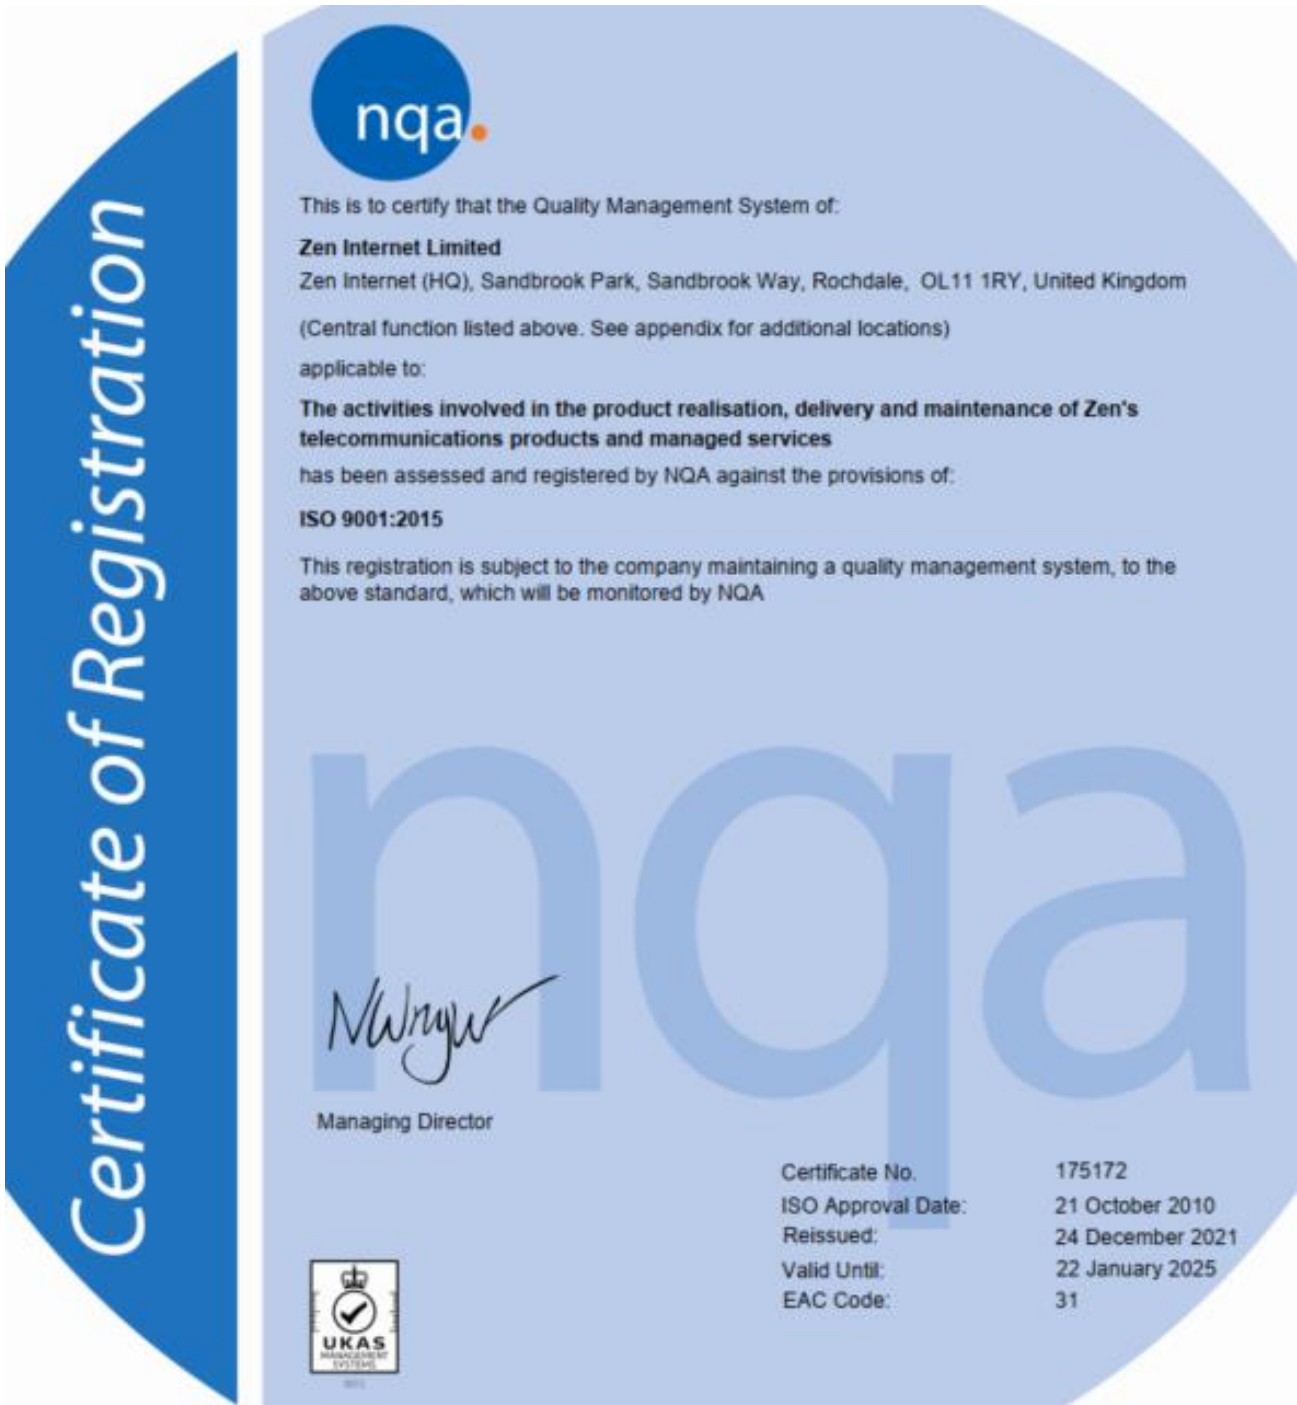 Certificate of Registration
nqa.
This is to certify that the Quality Management System of:
Zen Internet Limited
Zen Internet (HQ), Sandbrook Park, Sandbrook Way, Rochdale, OL11 1RY, United Kingdom
(Central function listed above. See appendix for additional locations)
applicable to:
The activities involved in the product realisation, delivery and maintenance of Zen's
telecommunications products and managed services
has been assessed and registered by NQA against the provisions of:
ISO 9001:2015
This registration is subject to the company maintaining a quality management system, to the
above standard, which will be monitored by NQA
nqa
Managing Director
Certificate No. 175172
ISO Approval Date: 21 October 2010
Reissued: 24 December 2021
Valid Until: 22 January 2025
EAC Code: 31
UKAS
MANAGEMENT
SYSTEMS